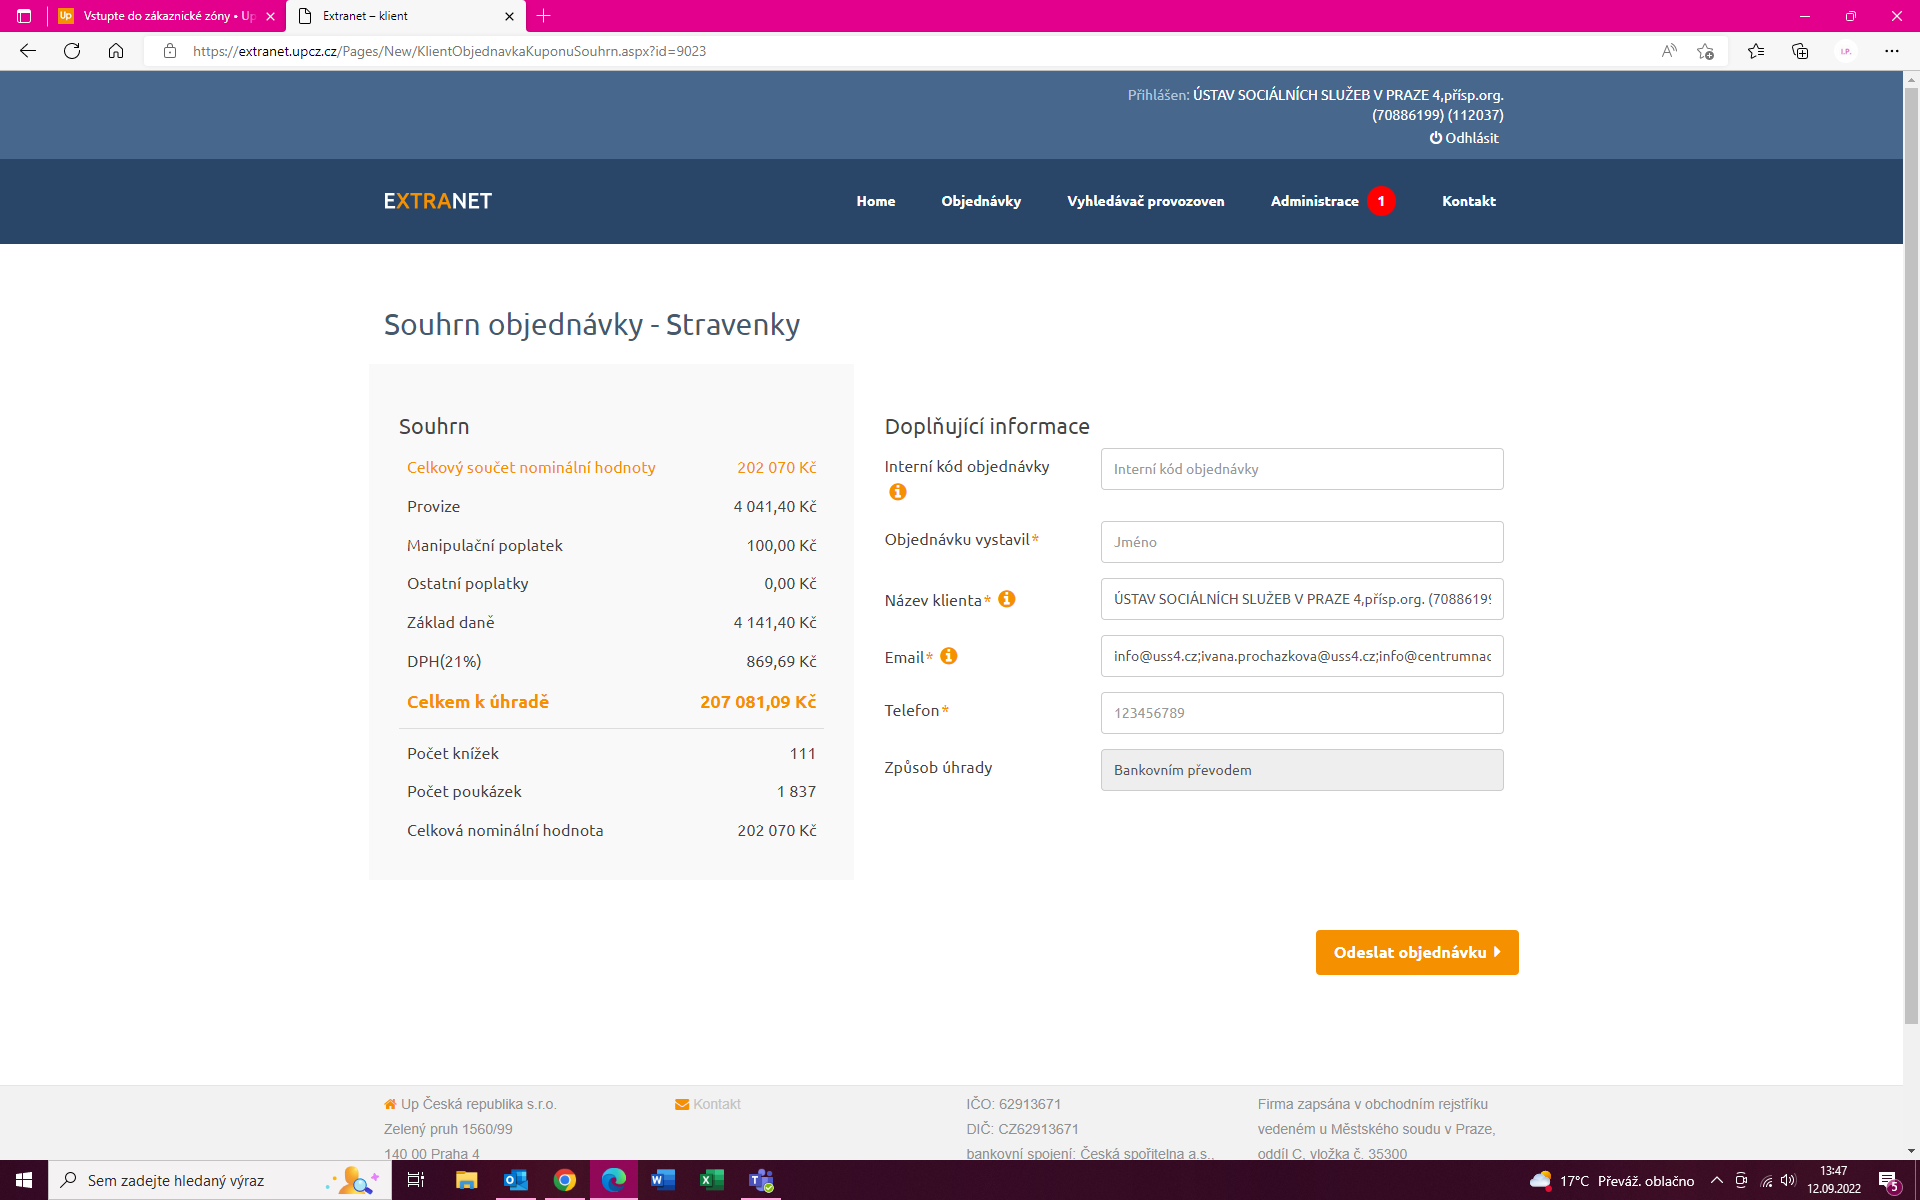 Vstupte do zákaznické zóny • Up
Extranet – klient
https://extranet.upcz.cz/Pages/New/KlientObjednavkaKuponuSouhrn.aspx?id=9023
Přihlášen: ÚSTAV SOCIÁLNÍCH SLUŽEB V PRAZE 4,přísp.org.
(70886199) (112037)
Odhlásit
EXTRANET
Home
Objednávky
Vyhledávač provozoven
Administrace 1
Kontakt
Souhrn objednávky - Stravenky
Souhrn
Celkový součet nominální hodnoty 202 070 Kč
Provize 4 041,40 Kč
Manipulační poplatek 100,00 Kč
Ostatní poplatky 0,00 Kč
Základ daně 4 141,40 Kč
DPH(21%) 869,69 Kč
Celkem k úhradě 207 081,09 Kč
Počet knížek 111
Počet poukázek 1 837
Celková nominální hodnota 202 070 Kč
Doplňující informace
Interní kód objednávky Interní kód objednávky
Objednávku vystavil* Jméno
Název klienta* ÚSTAV SOCIÁLNÍCH SLUŽEB V PRAZE 4,přísp.org. (70886199
Email* info@uss4.cz;ivana.prochazkova@uss4.cz;info@centrumnac
Telefon* 123456789
Způsob úhrady Bankovním převodem
Odeslat objednávku
Up Česká republika s.r.o.
Zelený pruh 1560/99
140 00 Praha 4
Kontakt
IČO: 62913671
DIČ: CZ62913671
bankovní spojení: Česká spořitelna a.s.,
Firma zapsána v obchodním rejstříku
vedeném u Městského soudu v Praze,
oddíl C, vložka č. 35300
Sem zadejte hledaný výraz
17°C Převáž. oblačno
13:47
12.09.2022
5